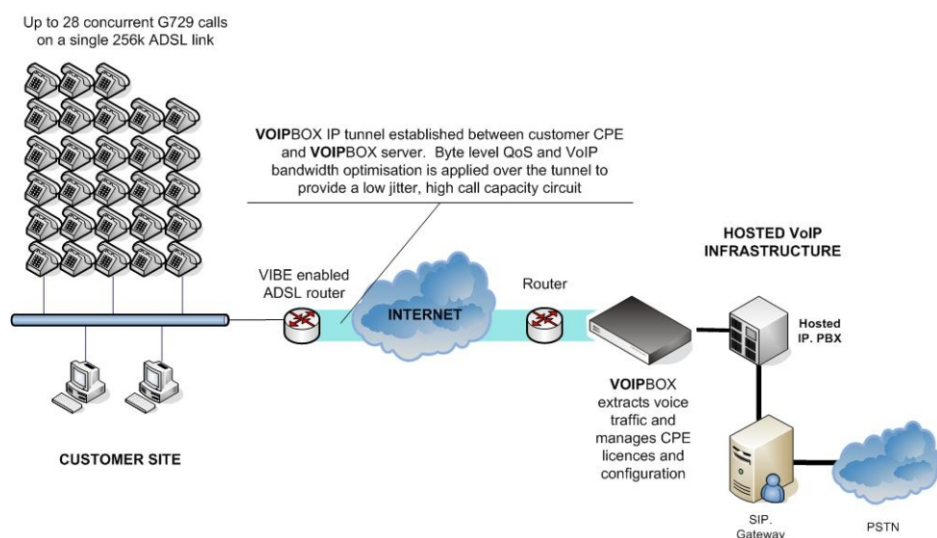 Up to 28 concurrent G729 calls
on a single 256k ADSL link
VOIPBOX IP tunnel established between customer CPE
and VOIPBOX server. Byte level QoS and VoIP
bandwidth optimisation is applied over the tunnel to
provide a low jitter, high call capacity circuit
HOSTED VoIP
INFRASTRUCTURE
VIBE enabled
ADSL router
INTERNET
Router
Hosted
IP. PBX
VOIPBOX
extracts voice
traffic and
manages CPE
licences and
configuration
CUSTOMER SITE
SIP.
Gateway
PSTN